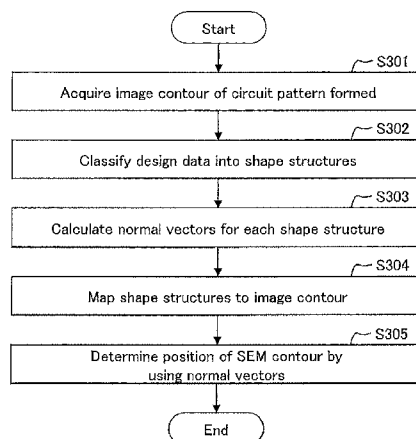 Start
S301
Acquire image contour of circuit pattern formed
S302
Classify design data into shape structures
S303
Calculate normal vectors for each shape structure
S304
Map shape structures to image contour
S305
Determine position of SEM contour by
using normal vectors
End